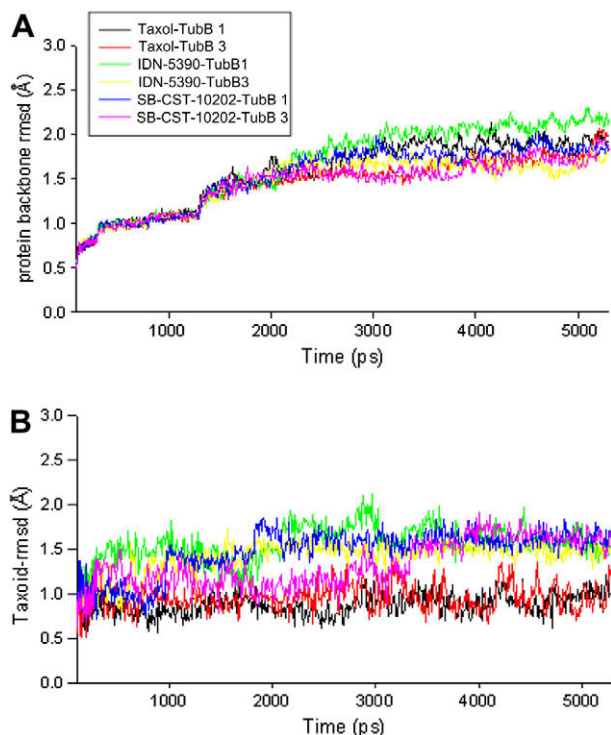 A
Taxol-TubB 1
Taxol-TubB 3
IDN-5390-TubB1
IDN-5390-TubB3
SB-CST-10202-TubB 1
SB-CST-10202-TubB 3
protein backbone rmsd (Å)
3.0
2.5
2.0
1.5
1.0
0.5
0.0
1000 2000 3000 4000 5000
Time (ps)
B
Taxoid-rmsd (Å)
3.0
2.5
2.0
1.5
1.0
0.5
0.0
1000 2000 3000 4000 5000
Time (ps)